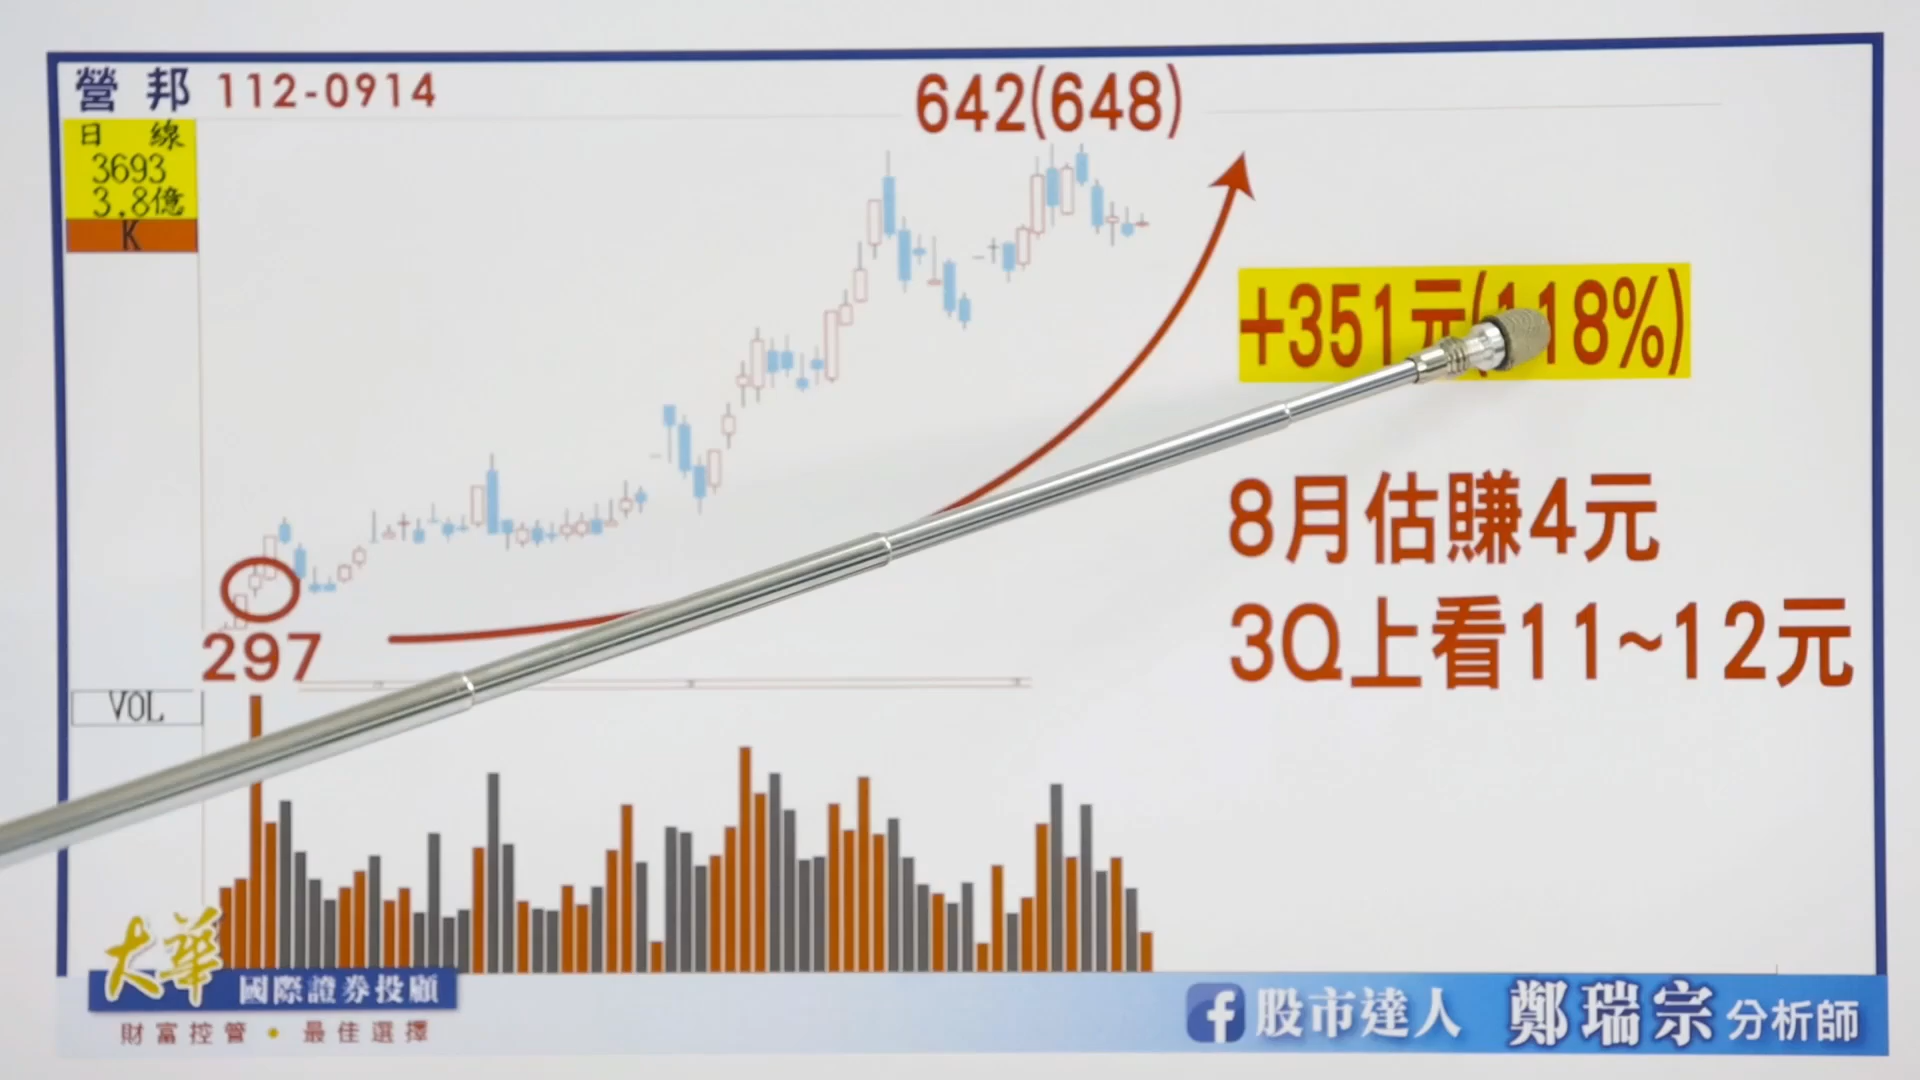 營邦 112-0914
642(648)
日線
3693
3.8億
K
+351元(118%)
8月估賺4元
3Q上看11~12元
297
VOL
大華
國際證券投顧
財富控管・最佳選擇
f 股市達人 鄭瑞宗 分析師